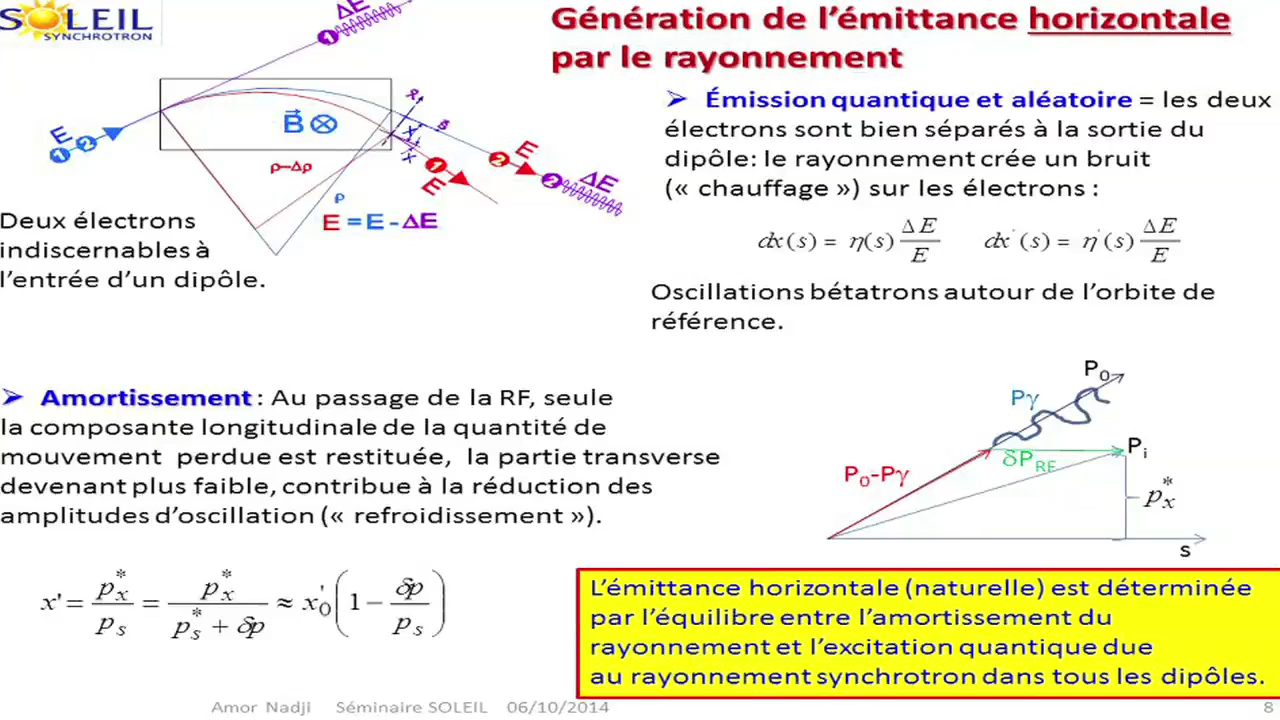 SOLEIL
SYNCHROTRON
Génération de l’émittance horizontale
par le rayonnement
1 ΔE
E
1 2
B⃗ ⊗
ρ–Δρ
ρ
E = E - ΔE
s
1 E
2 E
2 ΔE
Deux électrons
indiscernables à
l’entrée d’un dipôle.
➢ Émission quantique et aléatoire = les deux
électrons sont bien séparés à la sortie du
dipôle: le rayonnement crée un bruit
(« chauffage ») sur les électrons :
dx(s) = η(s) ΔE/E dx'(s) = η'(s) ΔE/E
Oscillations bétatrons autour de l’orbite de
référence.
➢ Amortissement : Au passage de la RF, seule
la composante longitudinale de la quantité de
mouvement perdue est restituée, la partie transverse
devenant plus faible, contribue à la réduction des
amplitudes d’oscillation (« refroidissement »).
x' = p*x / ps = p*x / (p*s + δp) ≈ x'0 (1 − δp/ps)
P0
Pγ
Pi
δPRF
P0-Pγ
p*x
s
L’émittance horizontale (naturelle) est déterminée
par l’équilibre entre l’amortissement du
rayonnement et l’excitation quantique due
au rayonnement synchrotron dans tous les dipôles.
Amor Nadji Séminaire SOLEIL 06/10/2014 8